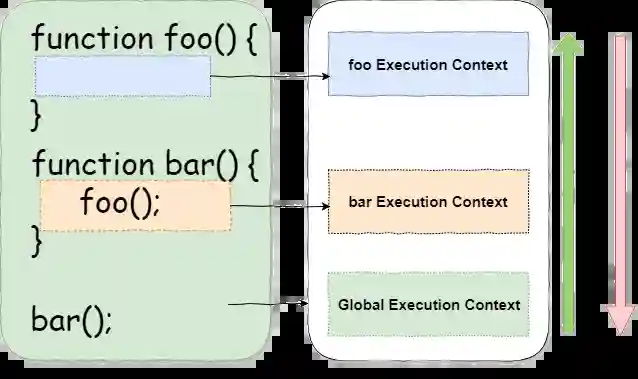 function foo() {
}
function bar() {
foo();
}
bar();
foo Execution Context
bar Execution Context
Global Execution Context